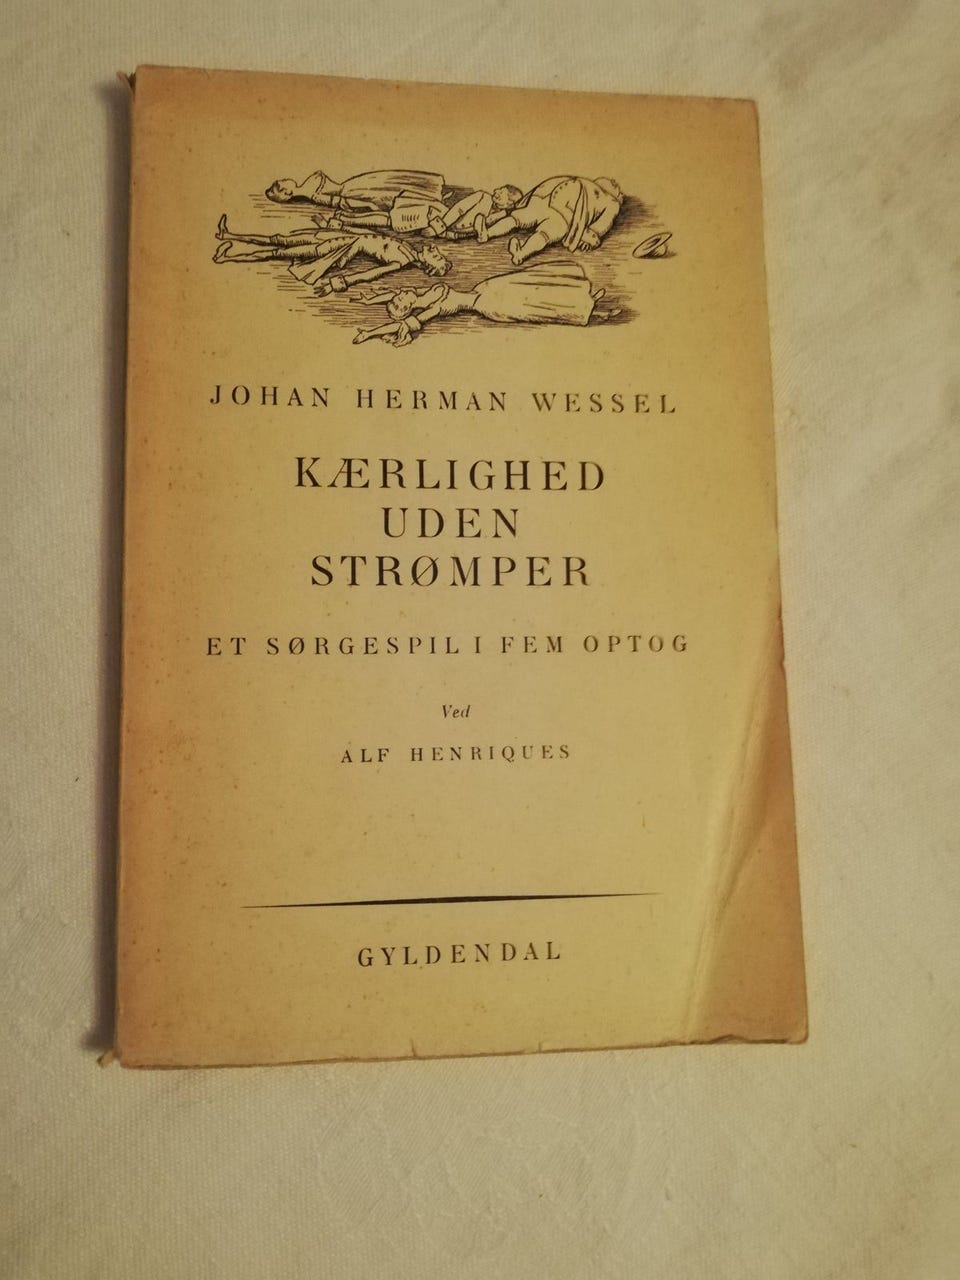 JOHAN HERMAN WESSEL
KÆRLIGHED
UDEN
STRØMPER
ET SØRGESPIL I FEM OPTOG
Ved
ALF HENRIQUES
GYLDENDAL